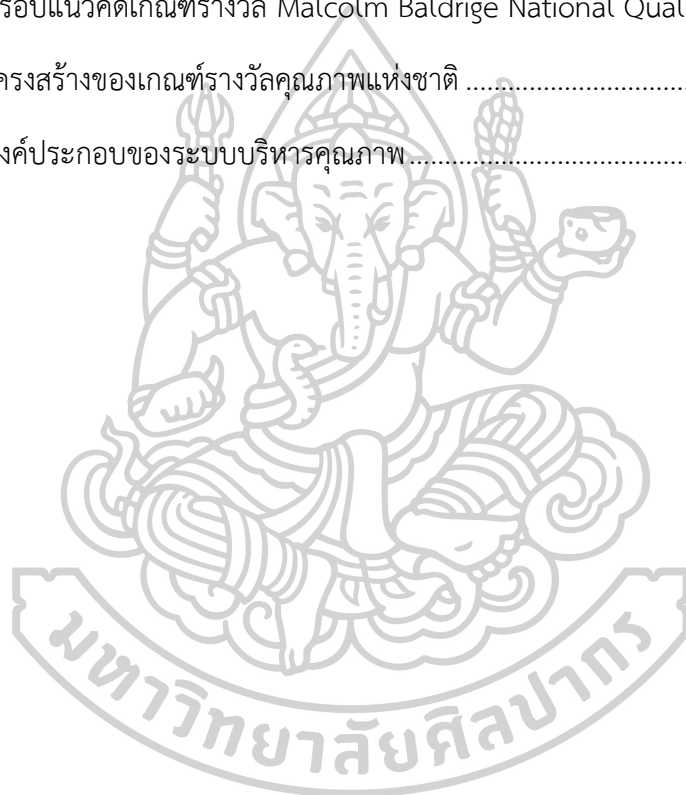 รอบแนวคิดเกณฑ์รางวัล Malcolm Baldrige National Qual
ครงสร้างของเกณฑ์รางวัลคุณภาพแห่งชาติ ..............................
งค์ประกอบของระบบบริหารคุณภาพ ......................................
มหาวิทยาลัยศิลปากร